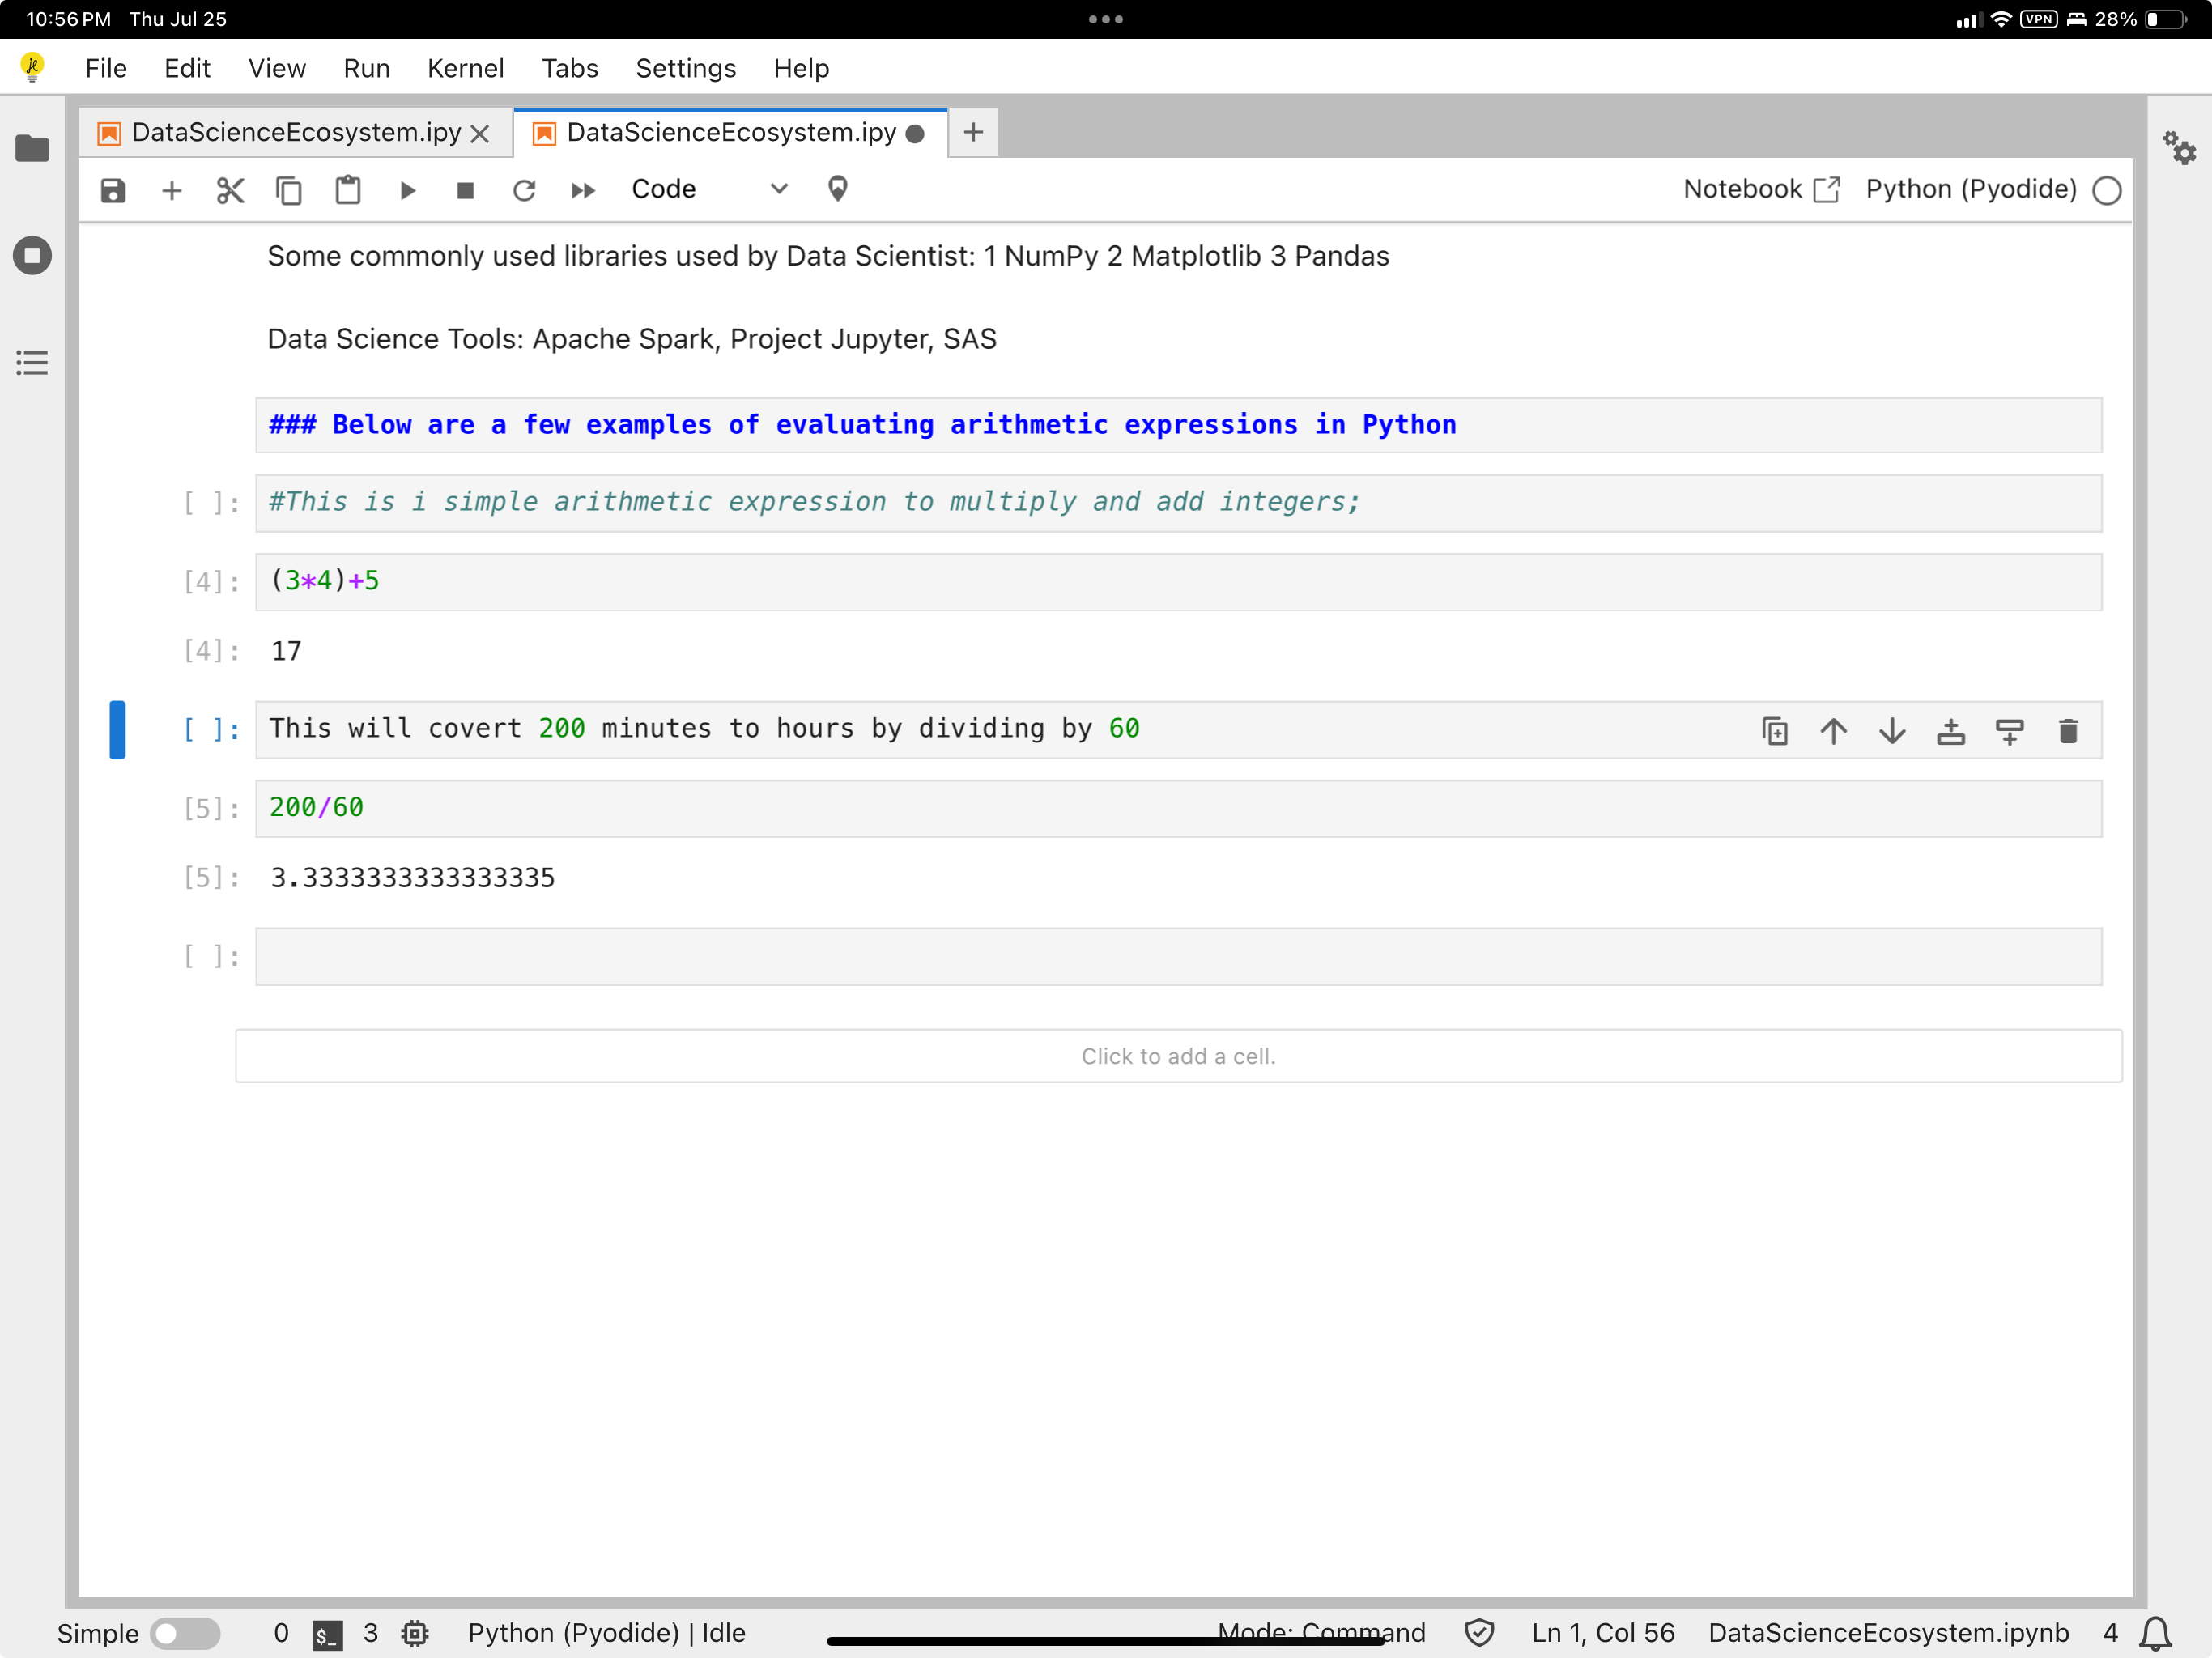 10:56 PM Thu Jul 25 VPN 28%
File Edit View Run Kernel Tabs Settings Help
DataScienceEcosystem.ipy DataScienceEcosystem.ipy
Code Notebook Python (Pyodide)
Some commonly used libraries used by Data Scientist: 1 NumPy 2 Matplotlib 3 Pandas
Data Science Tools: Apache Spark, Project Jupyter, SAS
### Below are a few examples of evaluating arithmetic expressions in Python
[ ]: #This is i simple arithmetic expression to multiply and add integers;
[4]: (3*4)+5
[4]: 17
[ ]: This will covert 200 minutes to hours by dividing by 60
[5]: 200/60
[5]: 3.3333333333333335
[ ]:
Click to add a cell.
Simple 0 $_ 3 Python (Pyodide) | Idle Mode: Command Ln 1, Col 56 DataScienceEcosystem.ipynb 4